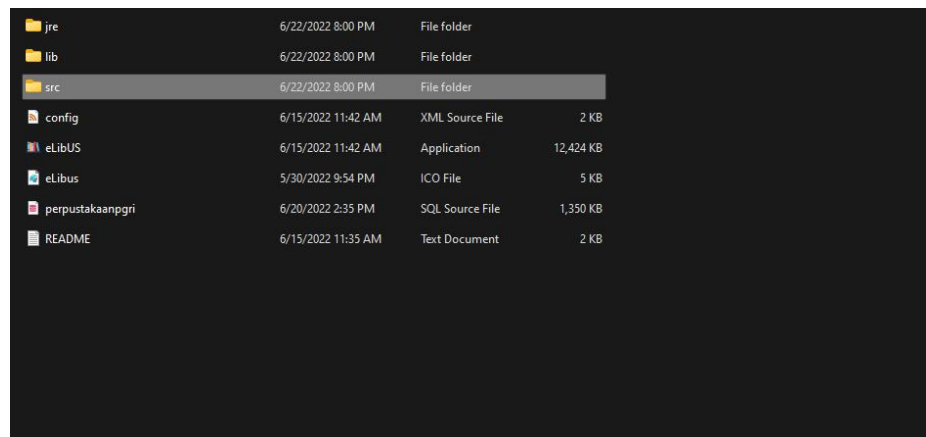 jre 6/22/2022 8:00 PM File folder
lib 6/22/2022 8:00 PM File folder
src 6/22/2022 8:00 PM File folder
config 6/15/2022 11:42 AM XML Source File 2 KB
eLibUS 6/15/2022 11:42 AM Application 12,424 KB
eLibus 5/30/2022 9:54 PM ICO File 5 KB
perpustakaanpgri 6/20/2022 2:35 PM SQL Source File 1,350 KB
README 6/15/2022 11:35 AM Text Document 2 KB